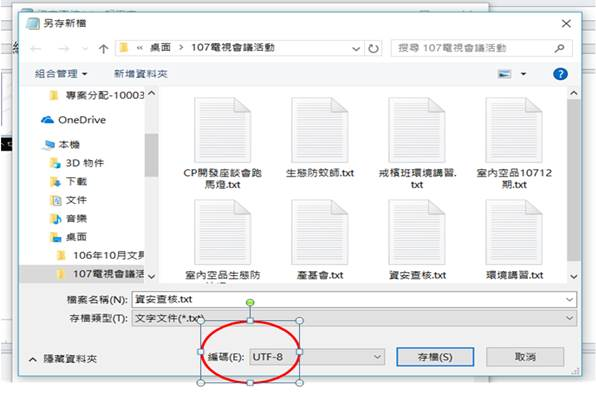 另存新檔
« 桌面 › 107電視會議活動
搜尋 107電視會議活動
組合管理 新增資料夾
專案分配-10003
OneDrive
本機
3D 物件
下載
文件
音樂
桌面
106年10月文具
107電視會議活
CP開發座談會跑
馬燈.txt
生態防蚊師.txt
戒檳班環境講習.
txt
室內空品10712
期.txt
室內空品生態防
產基會.txt
資安查核.txt
環境講習.txt
檔案名稱(N): 資安查核.txt
存檔類型(T): 文字文件(*.txt)
隱藏資料夾
編碼(E): UTF-8
存檔(S)
取消